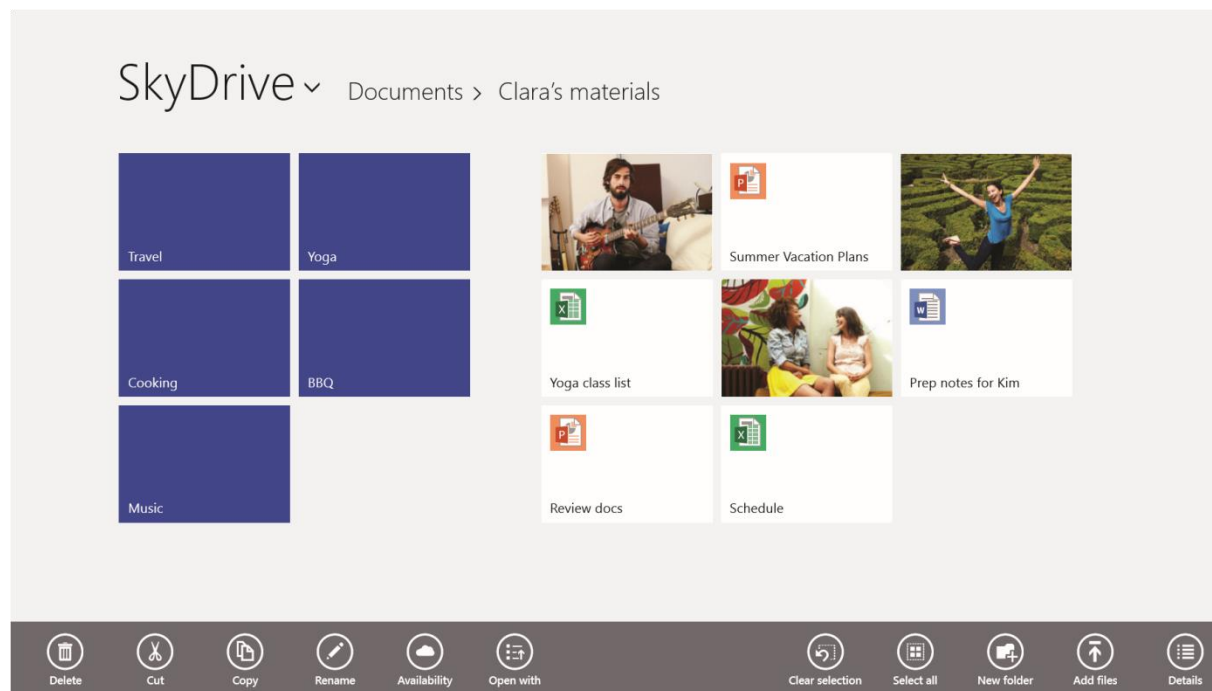 SkyDrive Documents > Clara's materials
Travel
Yoga
Summer Vacation Plans
Cooking
BBQ
Yoga class list
Prep notes for Kim
Music
Review docs
Schedule
Delete
Cut
Copy
Rename
Availability
Open with
Clear selection
Select all
New folder
Add files
Details